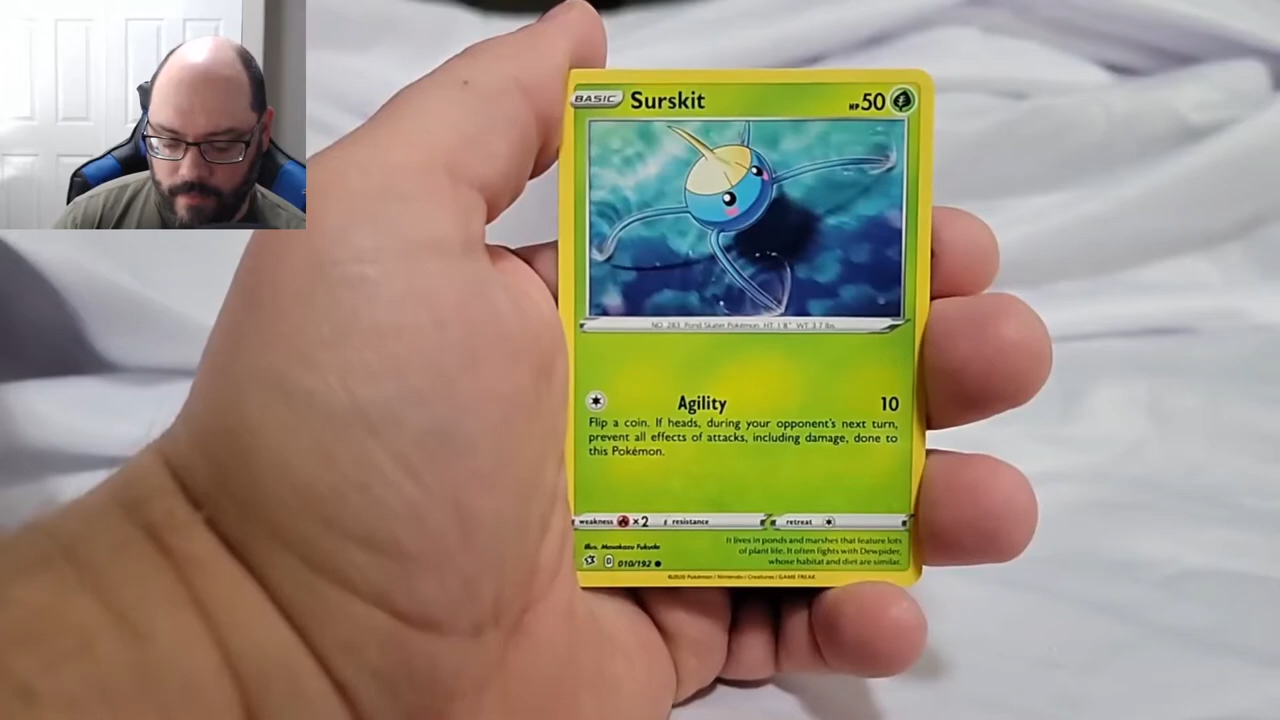 BASIC Surskit HP 50
NO. 283 Pond Skater Pokémon HT 1'8" WT 3.7 lbs.
Agility 10
Flip a coin. If heads, during your opponent's next turn,
prevent all effects of attacks, including damage, done to
this Pokémon.
weakness ×2 resistance retreat
Illus. Masakazu Fukuda
It lives in ponds and marshes that feature lots
of plant life. It often fights with Dewpider,
whose habitat and diet are similar.
D 010/192
©2020 Pokémon / Nintendo / Creatures / GAME FREAK